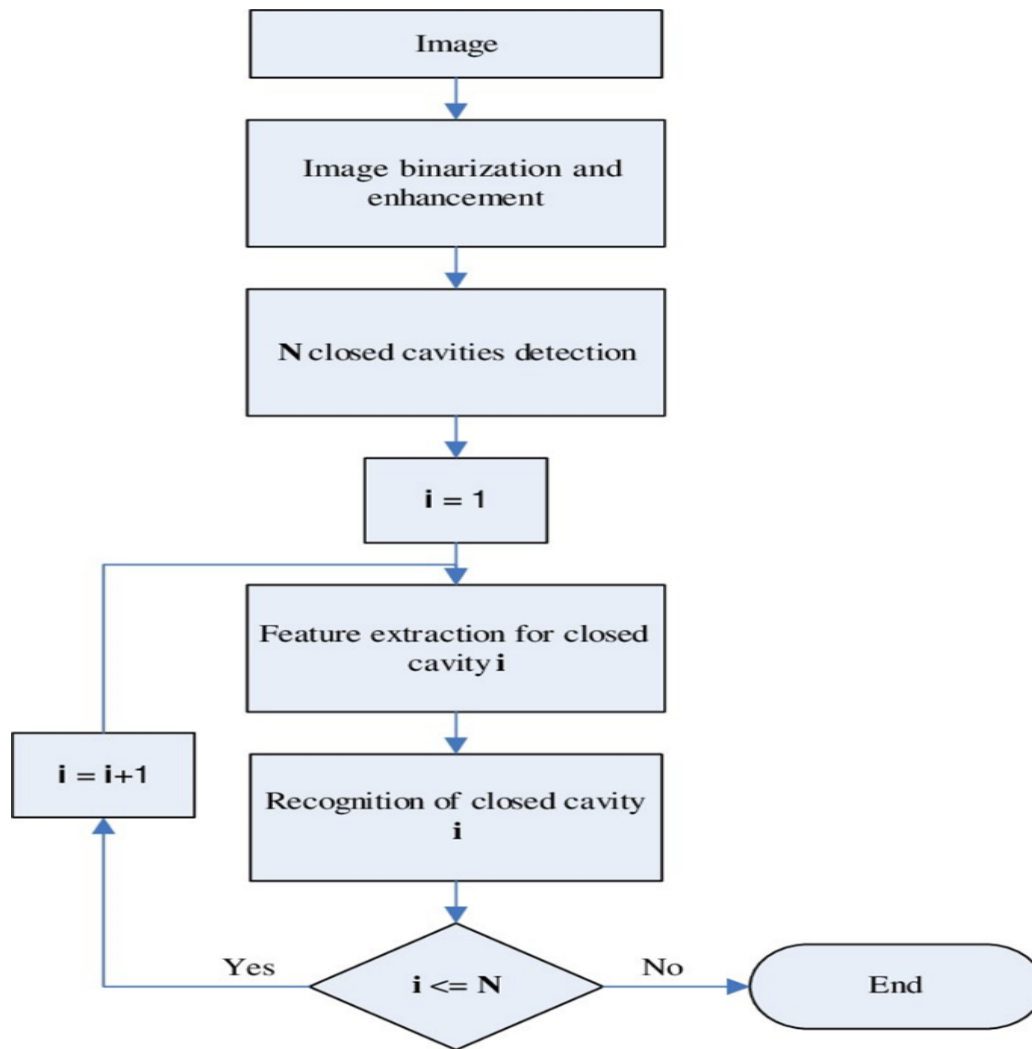 Image
Image binarization and
enhancement
N closed cavities detection
i = 1
Feature extraction for closed
cavity i
i = i+1
Recognition of closed cavity
i
Yes
i <= N
No
End